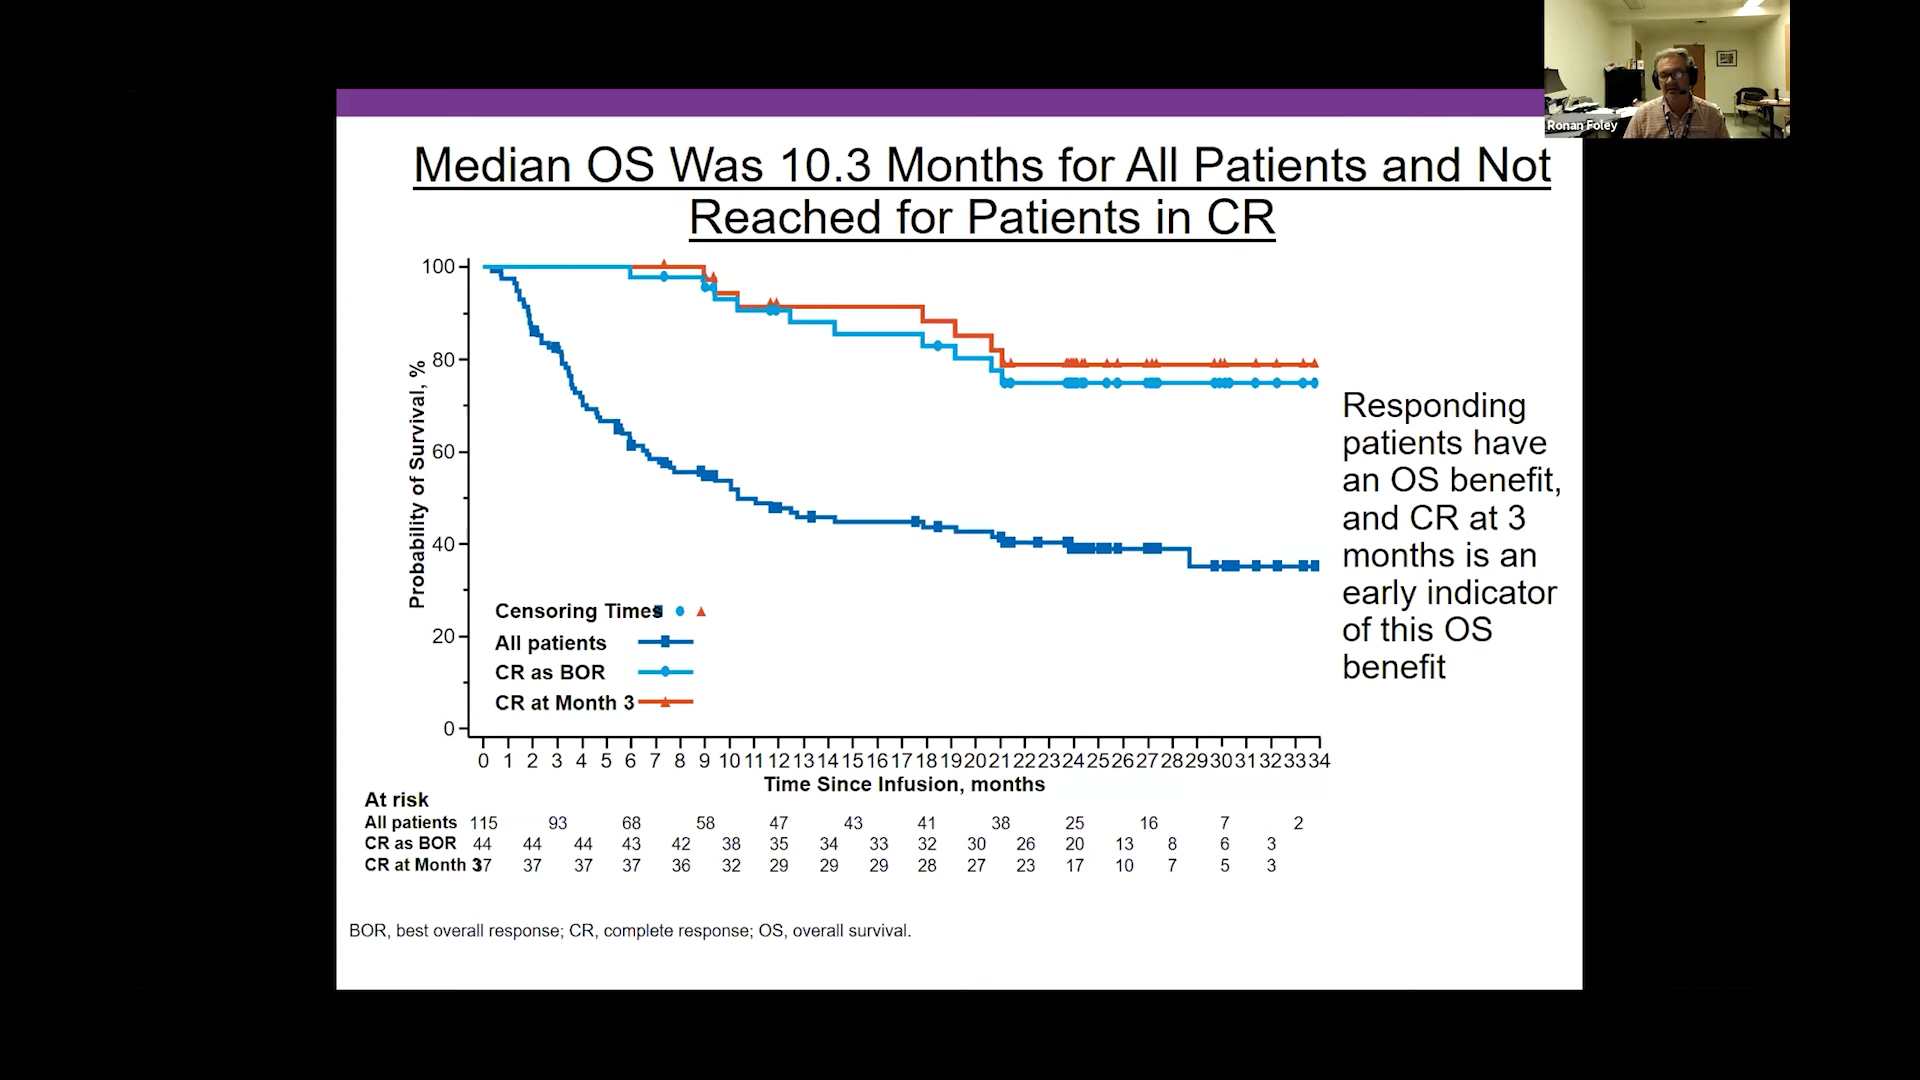 Ronan Foley
Median OS Was 10.3 Months for All Patients and Not
Reached for Patients in CR
100
80
60
40
20
0
Probability of Survival, %
Censoring Times
All patients
CR as BOR
CR at Month 3
0 1 2 3 4 5 6 7 8 9 10 11 12 13 14 15 16 17 18 19 20 21 22 23 24 25 26 27 28 29 30 31 32 33 34
Time Since Infusion, months
Responding
patients have
an OS benefit,
and CR at 3
months is an
early indicator
of this OS
benefit
At risk
All patients 115 93 68 58 47 43 41 38 25 16 7 2
CR as BOR 44 44 44 43 42 38 35 34 33 32 30 26 20 13 8 6 3
CR at Month 3 37 37 37 37 36 32 29 29 29 28 27 23 17 10 7 5 3
BOR, best overall response; CR, complete response; OS, overall survival.